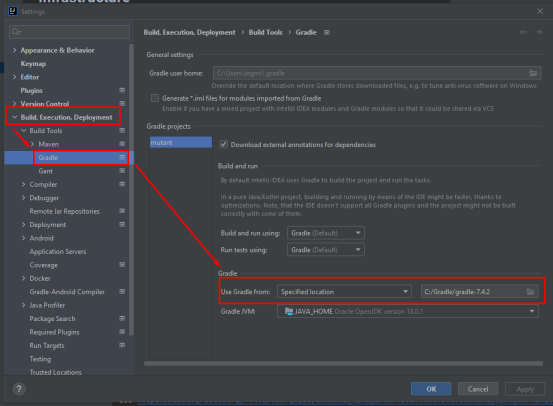 Infrastructure
Settings
Appearance & Behavior
Keymap
Editor
Plugins
Version Control
Build, Execution, Deployment
Build Tools
Maven
Gradle
Gant
Compiler
Debugger
Remote Jar Repositories
Deployment
Android
Application Servers
Coverage
Docker
Gradle-Android Compiler
Java Profiler
Package Search
Required Plugins
Run Targets
Testing
Trusted Locations
Build, Execution, Deployment › Build Tools › Gradle
General settings
Gradle user home: C:\Users\ingmi\.gradle
Override the default location where Gradle stores downloaded files, e.g. to tune anti-virus software on Windows
Generate *.iml files for modules imported from Gradle
Enable if you have a mixed project with IntelliJ IDEA modules and Gradle modules so that it could be shared via VCS
Gradle projects
mutant
Download external annotations for dependencies
Build and run
By default IntelliJ IDEA uses Gradle to build the project and run the tasks.
In a pure Java/Kotlin project, building and running by means of the IDE might be faster, thanks to
optimizations. Note, that the IDE doesn't support all Gradle plugins and the project might not be built
correctly with some of them.
Build and run using: Gradle (Default)
Run tests using: Gradle (Default)
Gradle
Use Gradle from: Specified location C:/Gradle/gradle-7.4.2
Gradle JVM: JAVA_HOME Oracle OpenJDK version 18.0.1
?
OK Cancel Apply